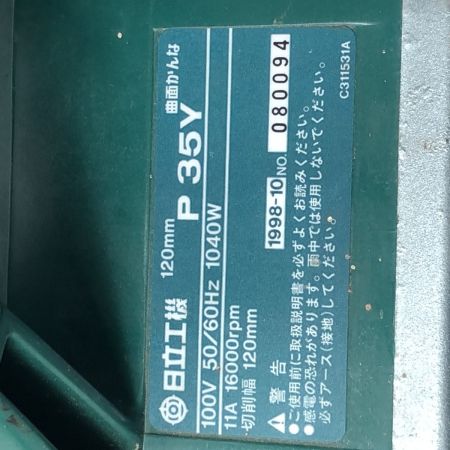 日立工機 120mm 曲面かんな
P 35Y
100V 50/60Hz 1040W
11A 16000rpm
切削幅 120mm
1998-10 NO. 080094
警告
●ご使用前に取扱説明書を必ずよくお読みください。
●感電の恐れがあります。雨中では使用しないでください。
必ずアース(接地)してください。
C311531A